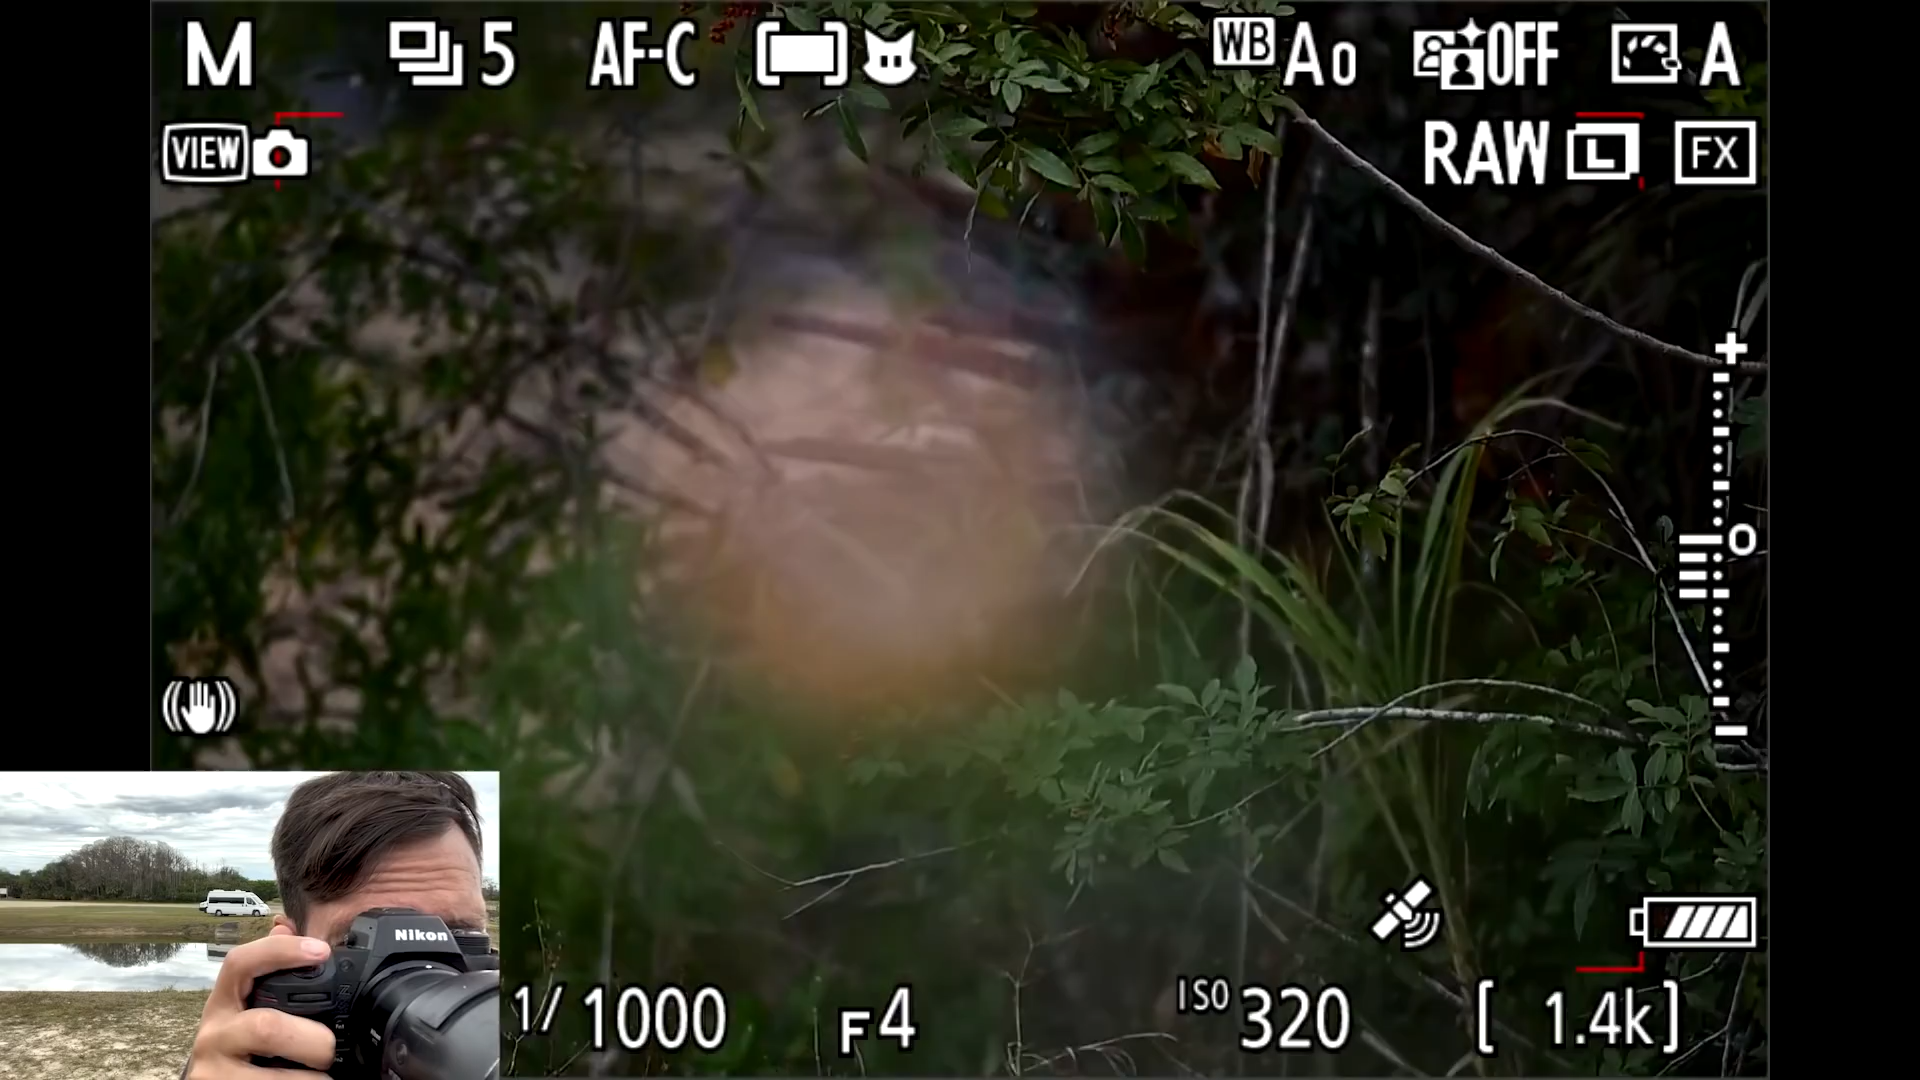 M 5 AF-C WB A0 OFF A
VIEW RAW L FX
+
0
-
Nikon
Z
1/1000 F4 ISO 320 [1.4k]